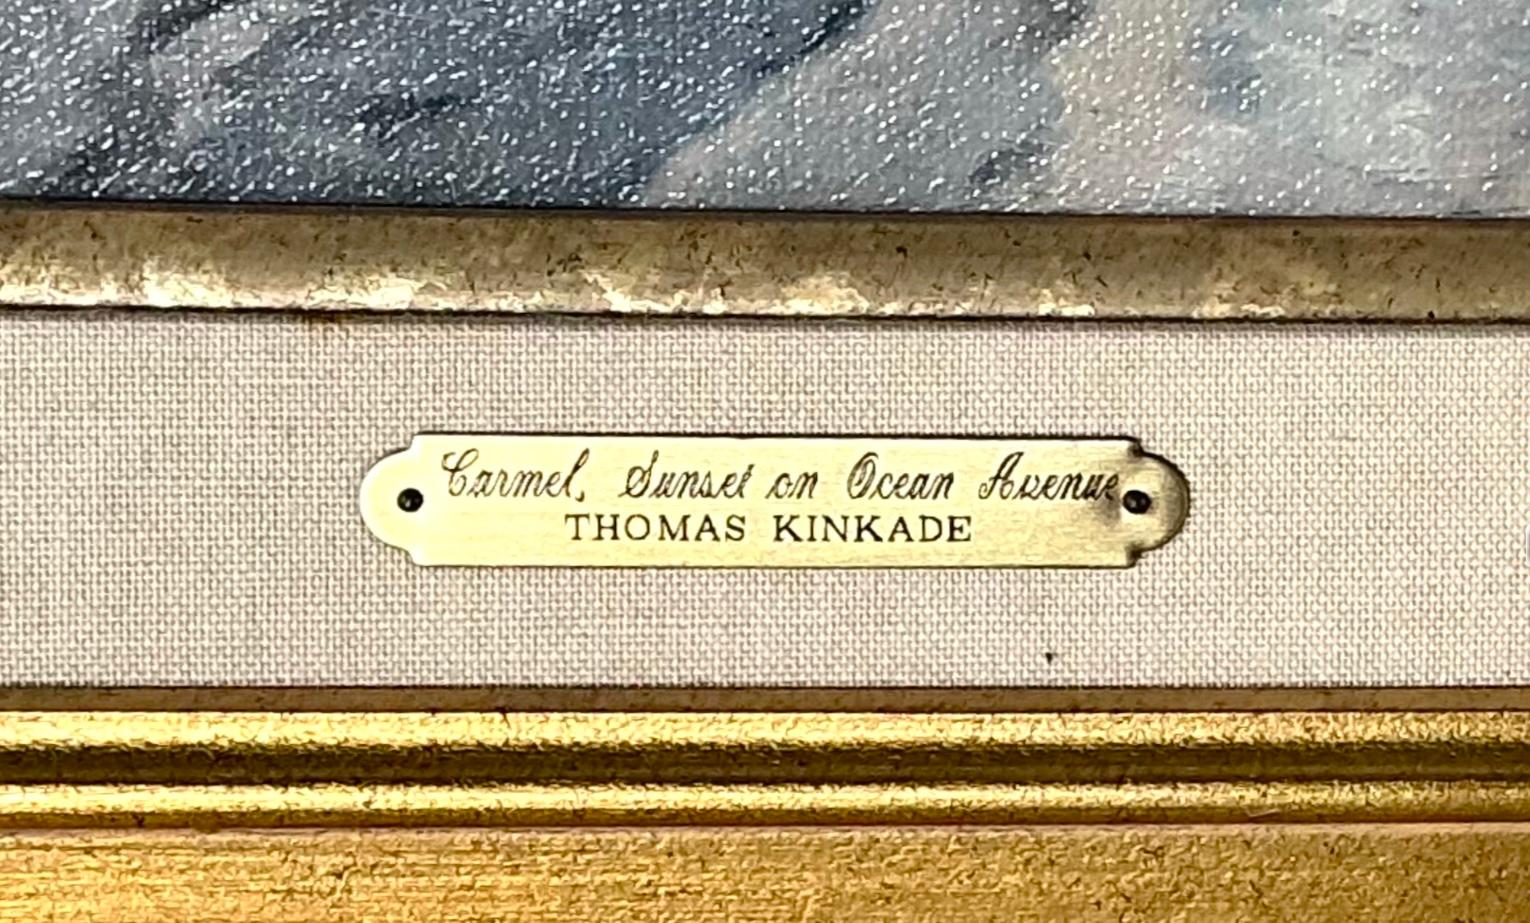 Carmel, Sunset on Ocean Avenue
THOMAS KINKADE